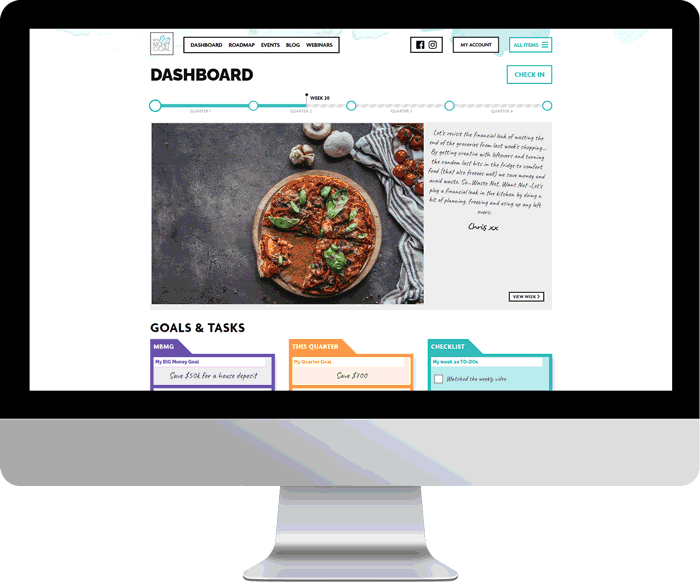 my Big
MONEY
GOAL
DASHBOARD ROADMAP EVENTS BLOG WEBINARS
MY ACCOUNT
ALL ITEMS
DASHBOARD
CHECK IN
WEEK 20
QUARTER 1 QUARTER 2 QUARTER 3 QUARTER 4
Let's revisit the financial leak of wasting the
end of the groceries from last week's shopping...
By getting creative with leftovers and turning
the random last bits in the fridge to comfort
food (that also freezes well) we save money and
avoid waste. So...Waste Not, Want Not -Let's
plug a financial leak in the kitchen by doing a
bit of planning, freezing and using up any left
overs.
Chris xx
VIEW WEEK >
GOALS & TASKS
MBMG THIS QUARTER CHECKLIST
My BIG Money Goal My Quarter Goal My week 20 TO-DOs
Save $50k for a house deposit Save $700 Watched the weekly video